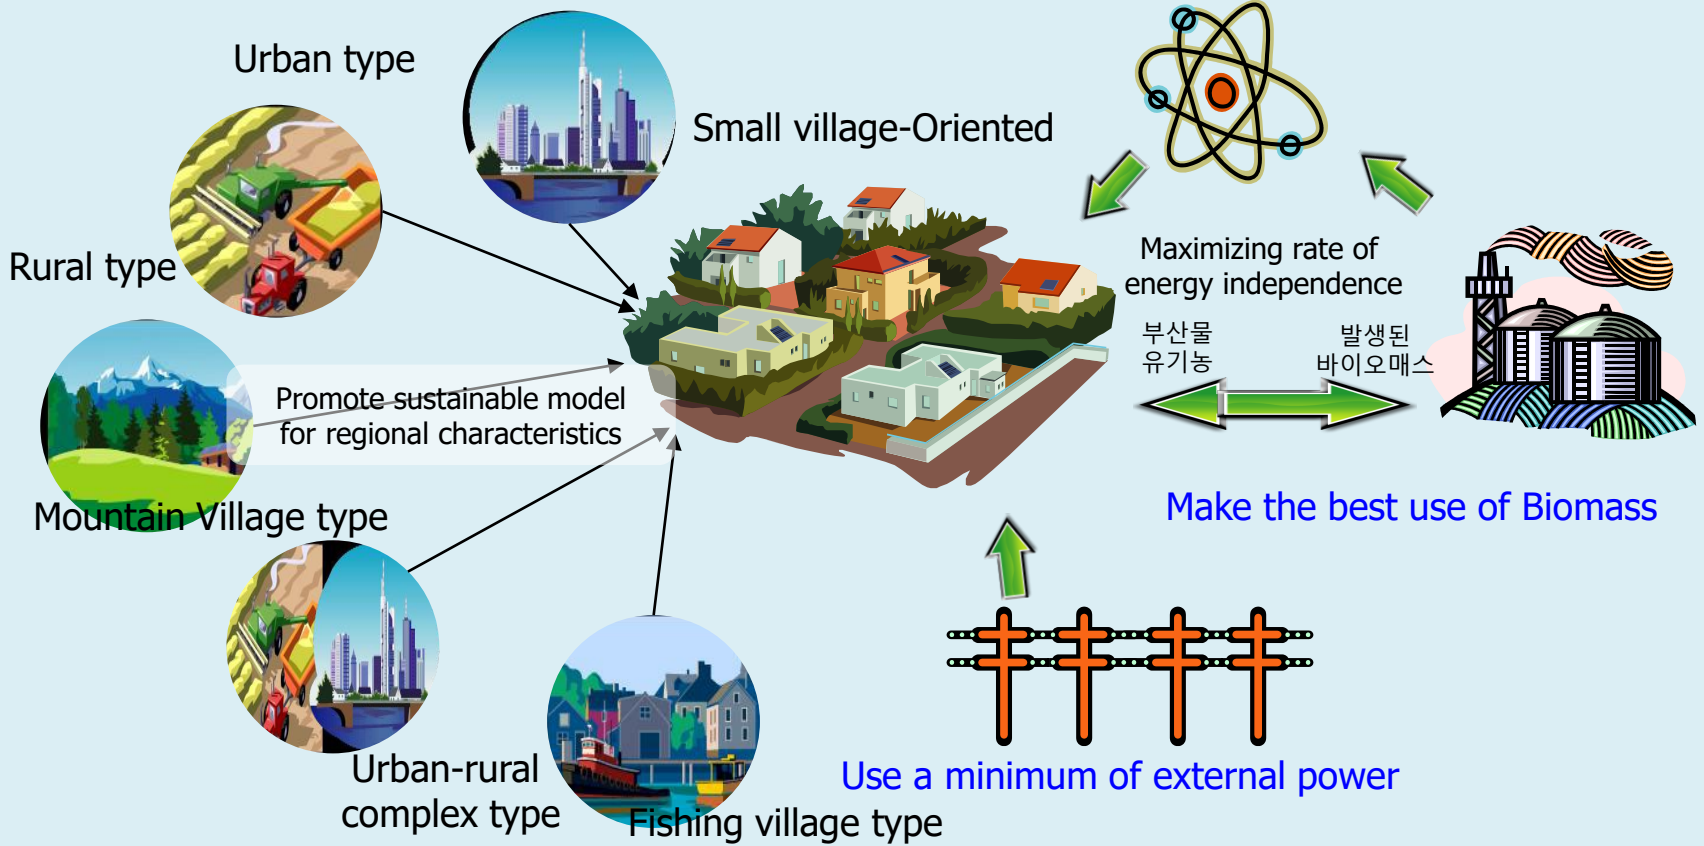 Urban type
Small village-Oriented
Rural type
Maximizing rate of
energy independence
부산물
유기농
발생된
바이오매스
Promote sustainable model
for regional characteristics
Mountain Village type
Make the best use of Biomass
Urban-rural
complex type
Use a minimum of external power
Fishing village type